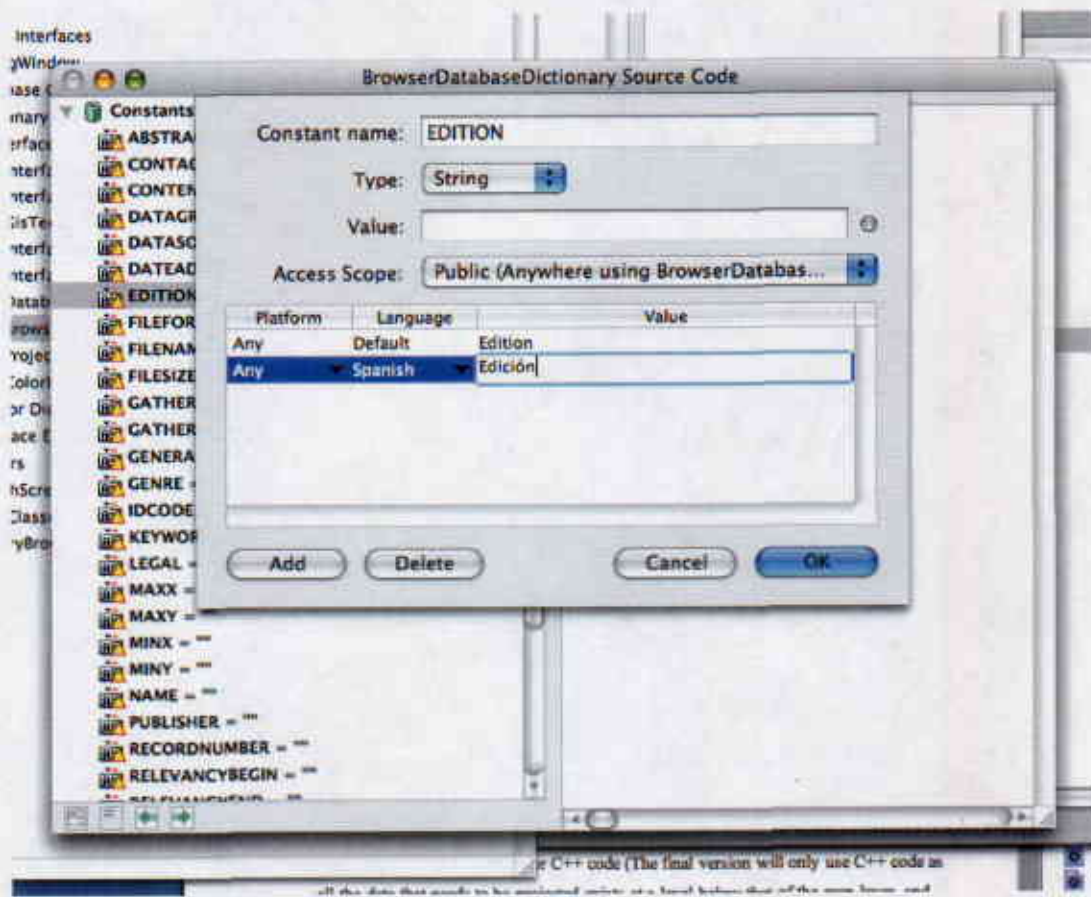 Interfaces
BrowserDatabaseDictionary Source Code
Constants
ABSTRA
CONTAC
CONTEN
DATAGR
DATASO
DATEAD
EDITION
FILEFOR
FILENAM
FILESIZE
GATHER
GATHER
GENERA
GENRE =
IDCODE
KEYWOR
LEGAL =
MAXX =
MAXY = ""
MINX = ""
MINY = ""
NAME = ""
PUBLISHER = ""
RECORDNUMBER = ""
RELEVANCYBEGIN = ""
Constant name: EDITION
Type: String
Value:
Access Scope: Public (Anywhere using BrowserDatabas...
Platform Language Value
Any Default Edition
Any Spanish Edición
Add Delete Cancel OK
C++ code (The final version will only use C++ code as